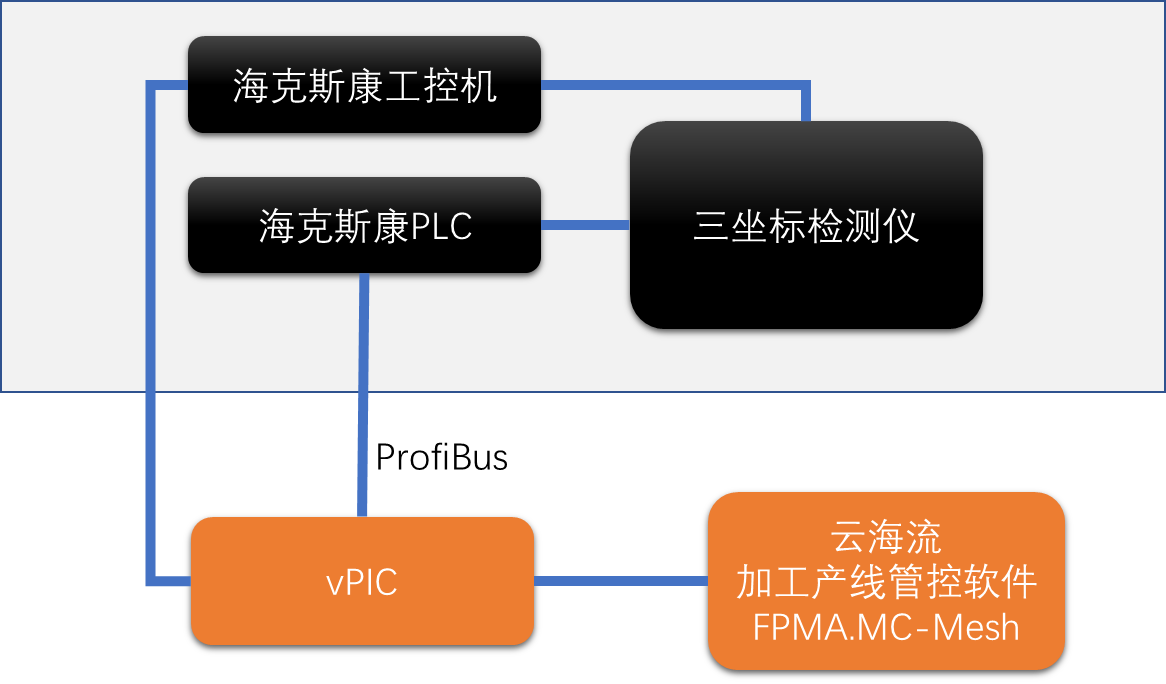 海克斯康工控机
海克斯康PLC
三坐标检测仪
ProfiBus
vPIC
云海流
加工产线管控软件
FPMA.MC-Mesh